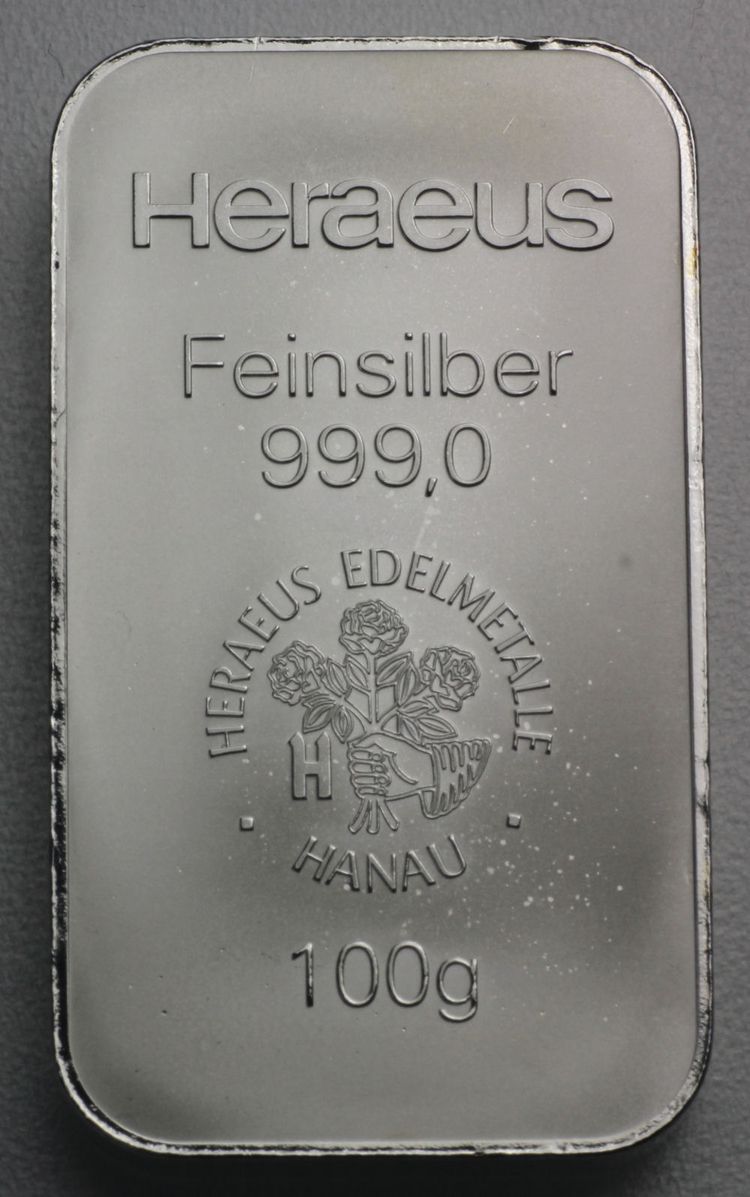 Heraeus
Feinsilber
999,0
HERAEUS EDELMETALLE
H
· HANAU ·
100g